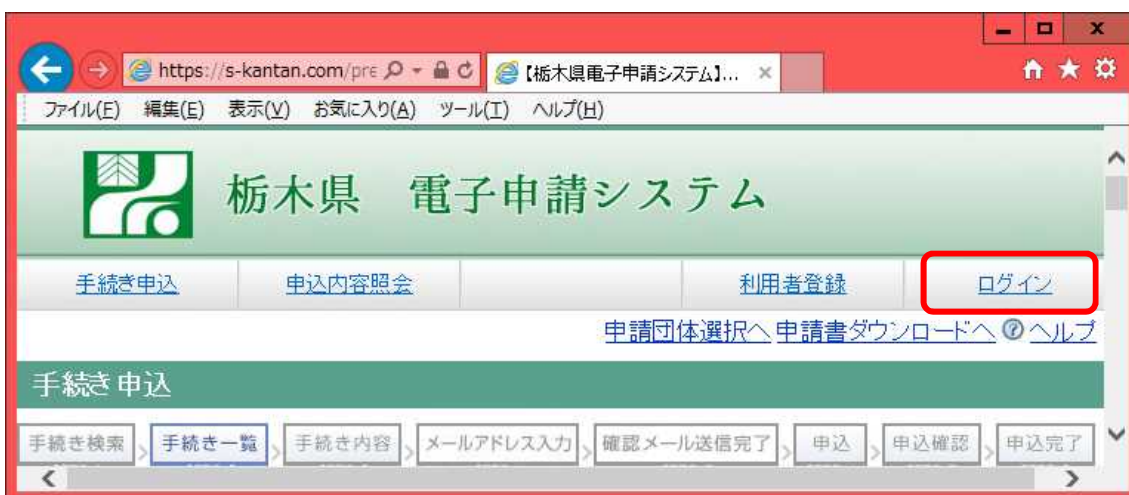 https://s-kantan.com/pre
【栃木県電子申請システム】...
ファイル(F) 編集(E) 表示(V) お気に入り(A) ツール(T) ヘルプ(H)
栃木県 電子申請システム
手続き申込 申込内容照会 利用者登録 ログイン
申請団体選択へ 申請書ダウンロードへ ヘルプ
手続き申込
手続き検索 手続き一覧 手続き内容 メールアドレス入力 確認メール送信完了 申込 申込確認 申込完了